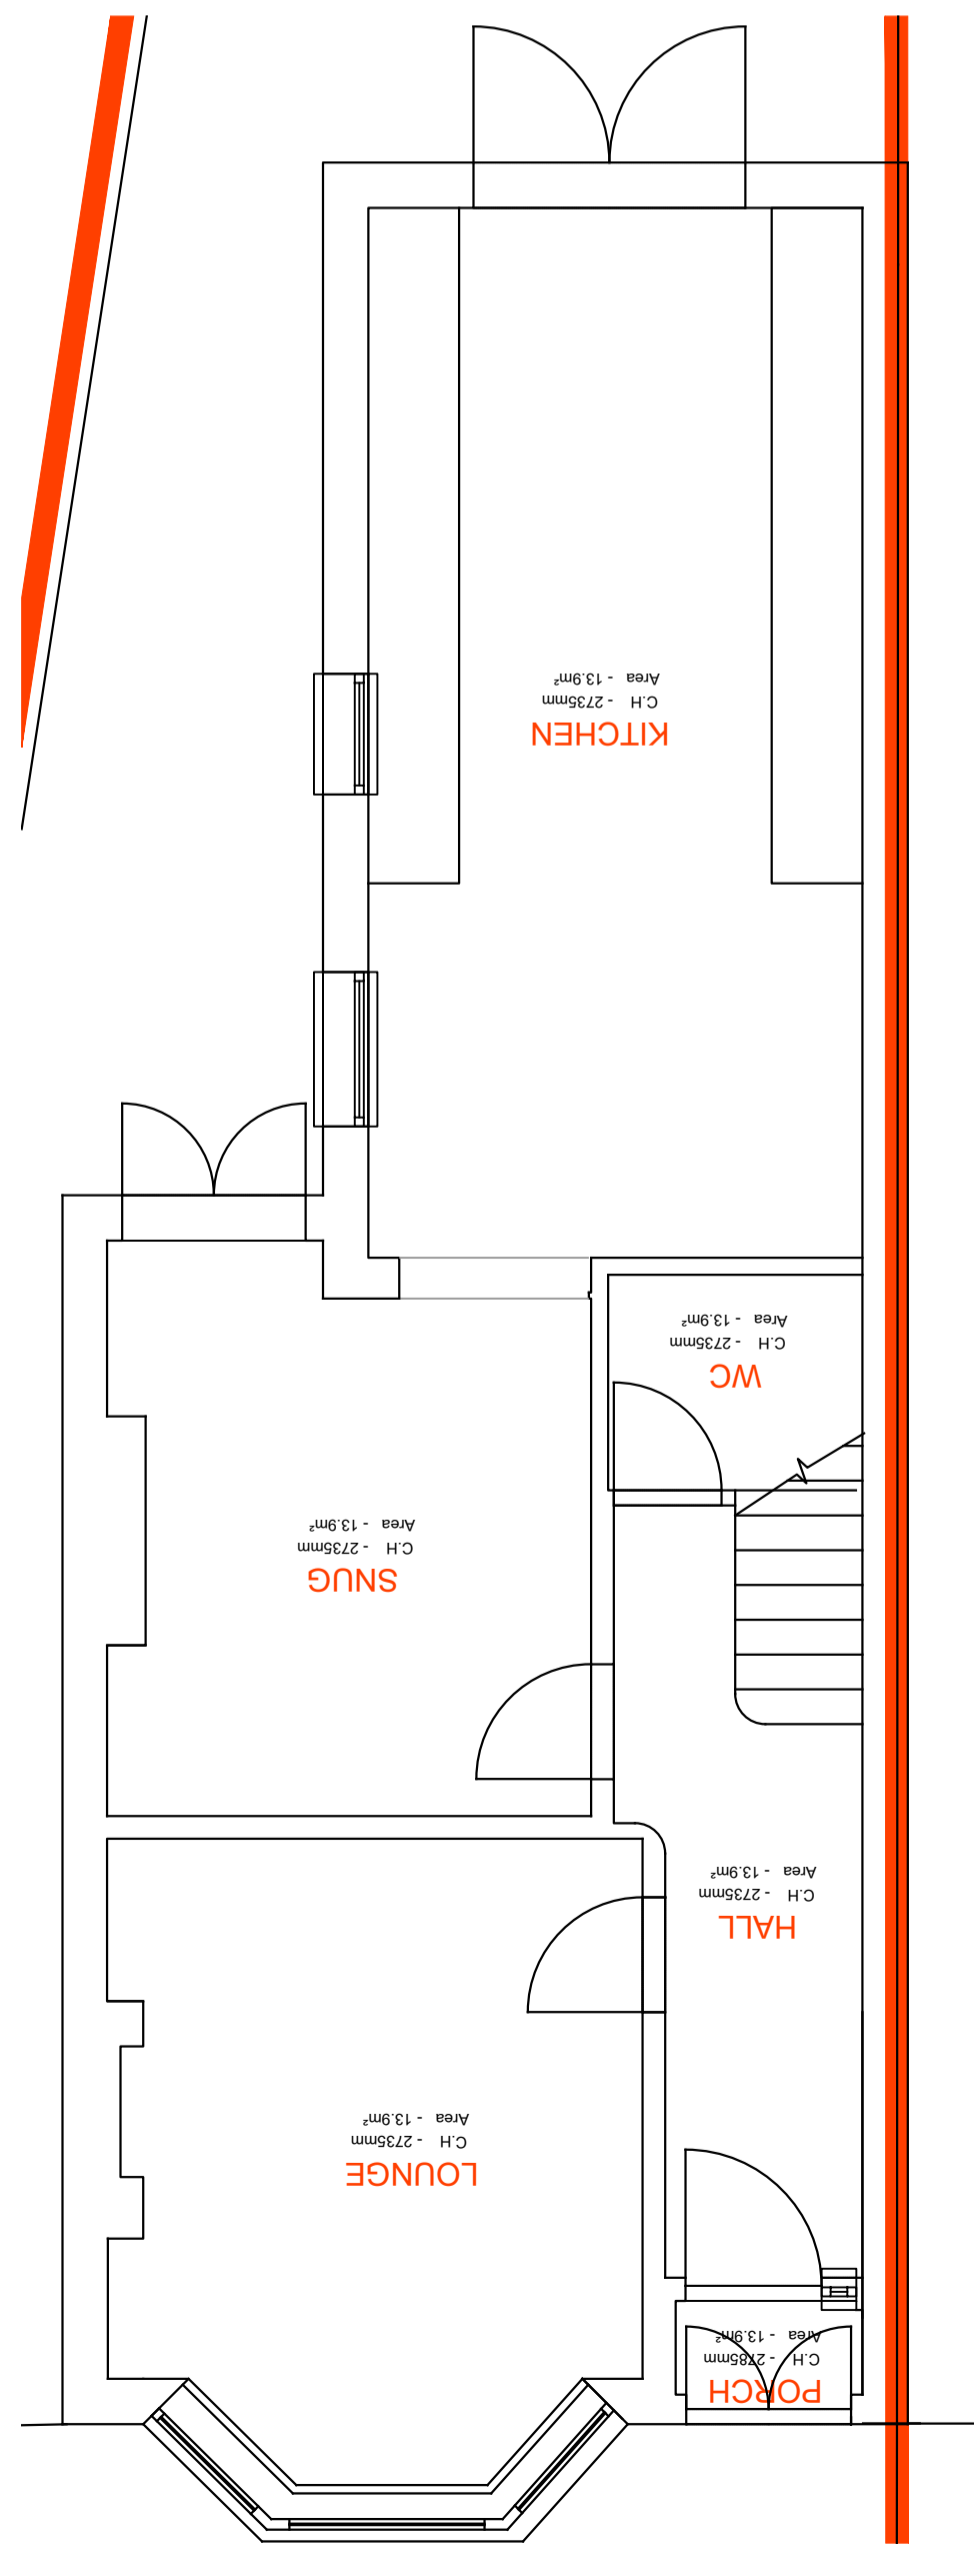 PORCH
C.H - 2785mm
Area - 13.9m²
LOUNGE
C.H - 2735mm
Area - 13.9m²
HALL
C.H - 2735mm
Area - 13.9m²
SNUG
C.H - 2735mm
Area - 13.9m²
WC
C.H - 2735mm
Area - 13.9m²
KITCHEN
C.H - 2735mm
Area - 13.9m²